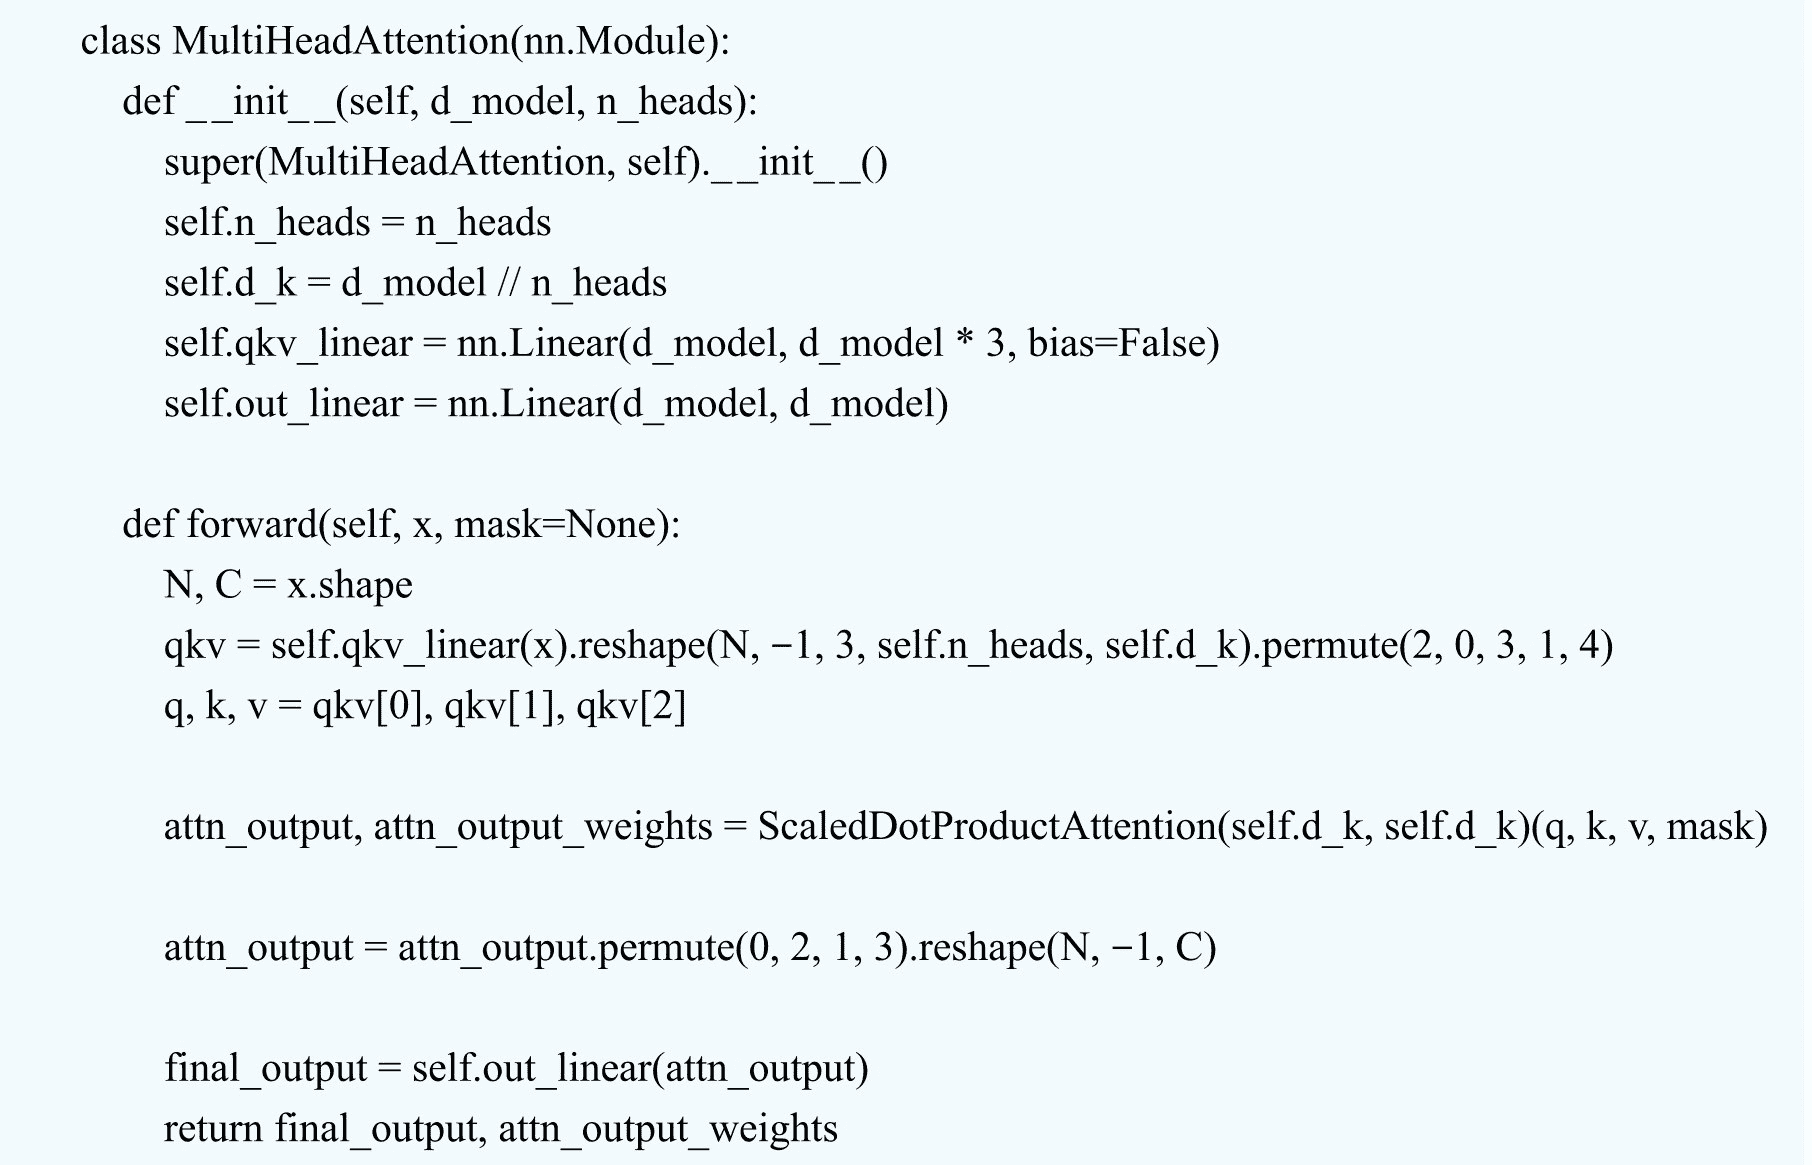 class MultiHeadAttention(nn.Module):
def __init__(self, d_model, n_heads):
super(MultiHeadAttention, self).__init__()
self.n_heads = n_heads
self.d_k = d_model // n_heads
self.qkv_linear = nn.Linear(d_model, d_model * 3, bias=False)
self.out_linear = nn.Linear(d_model, d_model)
def forward(self, x, mask=None):
N, C = x.shape
qkv = self.qkv_linear(x).reshape(N, −1, 3, self.n_heads, self.d_k).permute(2, 0, 3, 1, 4)
q, k, v = qkv[0], qkv[1], qkv[2]
attn_output, attn_output_weights = ScaledDotProductAttention(self.d_k, self.d_k)(q, k, v, mask)
attn_output = attn_output.permute(0, 2, 1, 3).reshape(N, −1, C)
final_output = self.out_linear(attn_output)
return final_output, attn_output_weights